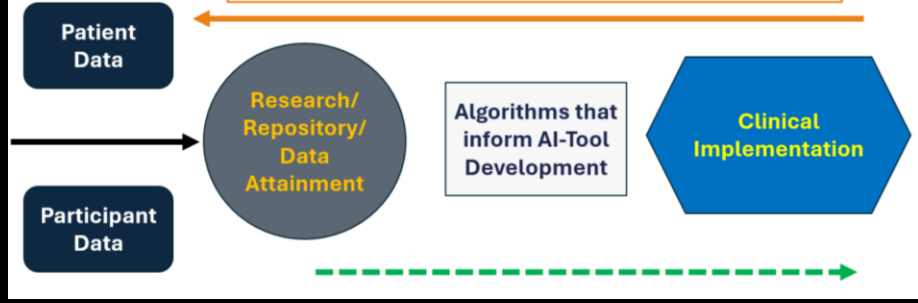 Patient
Data
Research/
Repository/
Data
Attainment
Algorithms that
inform AI-Tool
Development
Clinical
Implementation
Participant
Data